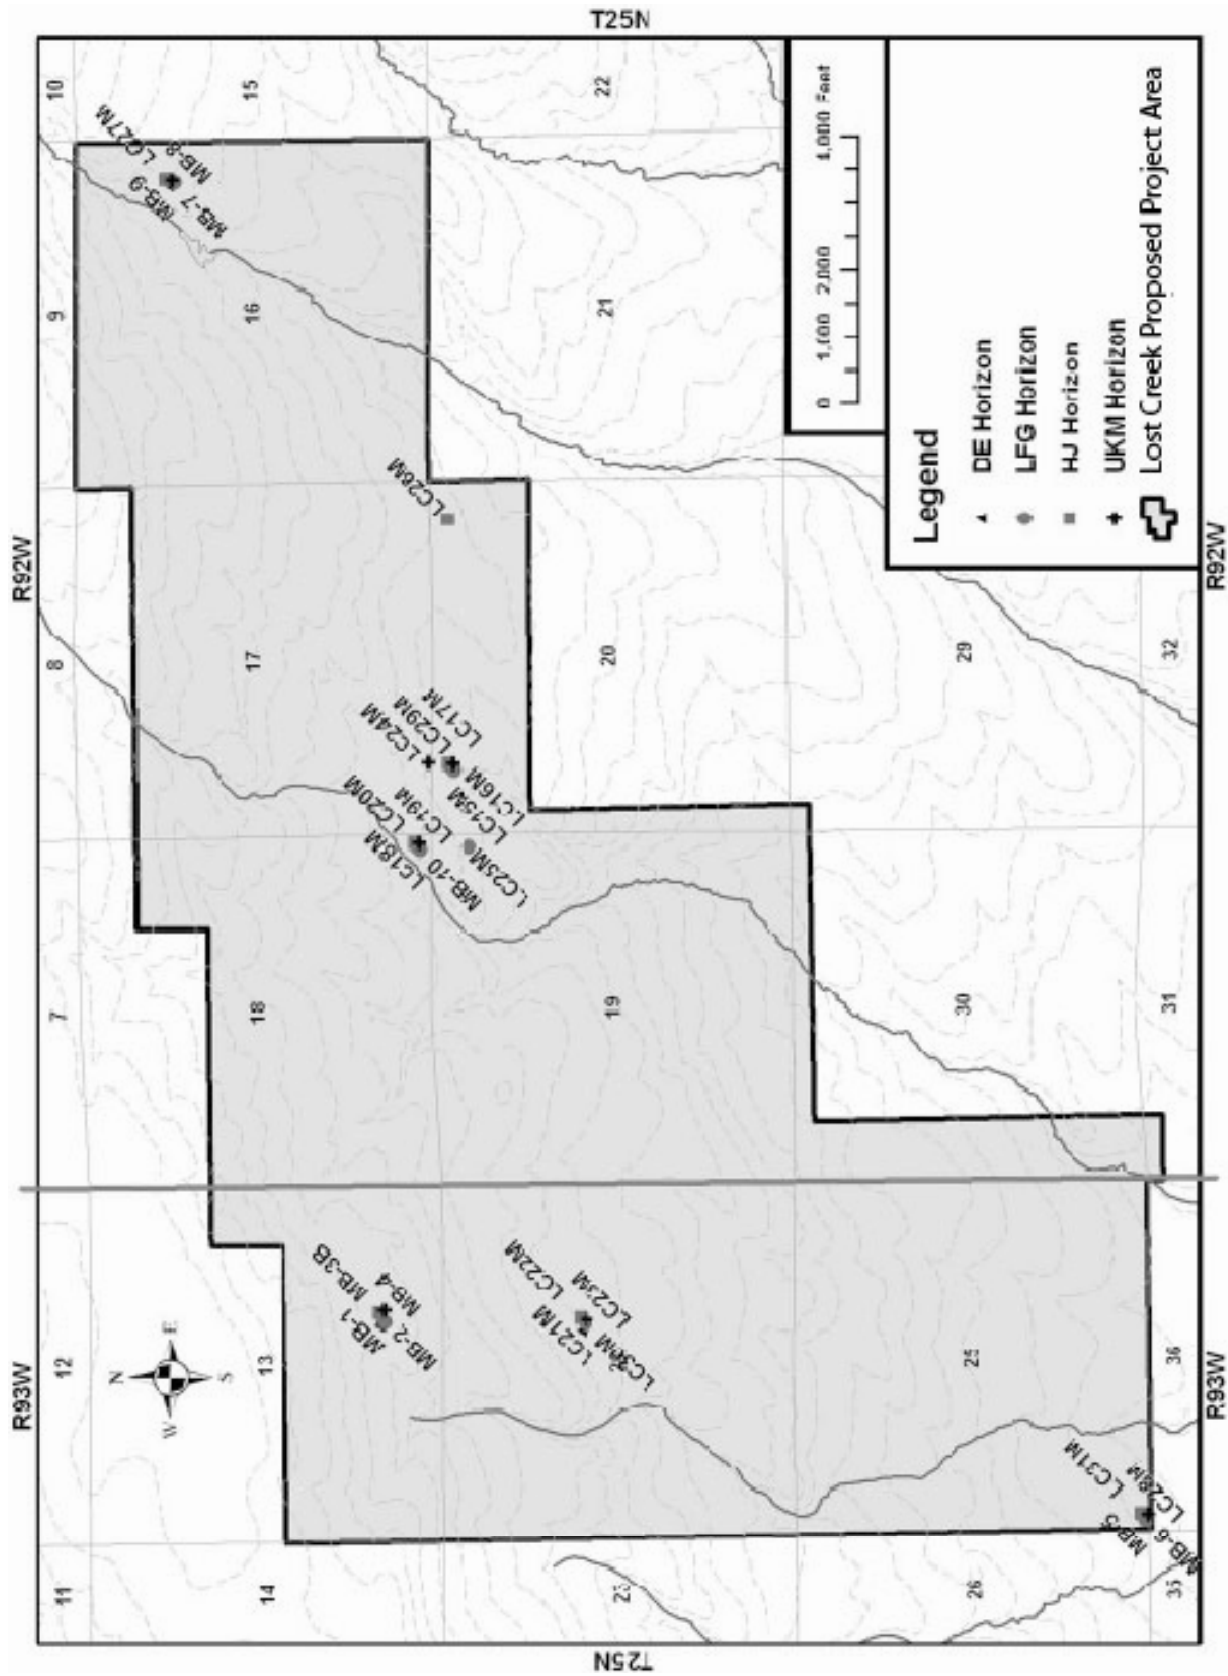 T25N
R92W
R93W
10
15
22
9
16
21
8
17
20
29
32
7
18
19
30
31
12
13
25
36
11
14
26
35
LC27M
MB-8
MB-9
MB-7
LC26M
LC17M
LC29M
LC24M
LC16M
LC15M
LC20M
LC19M
LC18M
MB-10
LC25M
N
E
S
W
MB-3B
MB-4
MB-1
MB-2
LC22M
LC23M
LC21M
LC31M
LC28M
MB-5
MB-6
0 1,000 2,000 4,000 Feet
Legend
DE Horizon
LFG Horizon
HJ Horizon
UKM Horizon
Lost Creek Proposed Project Area
R92W
R93W
T25N